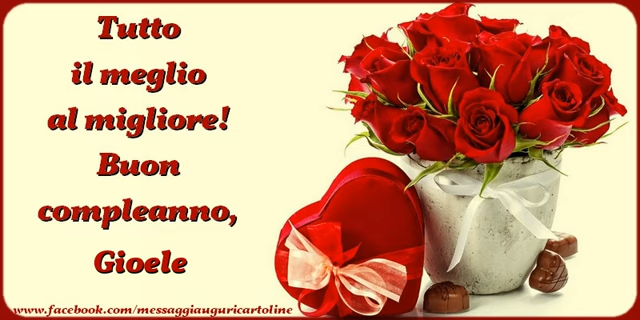 Tutto
il meglio
al migliore!
Buon
compleanno,
Gioele
www.facebook.com/messaggiauguricartoline